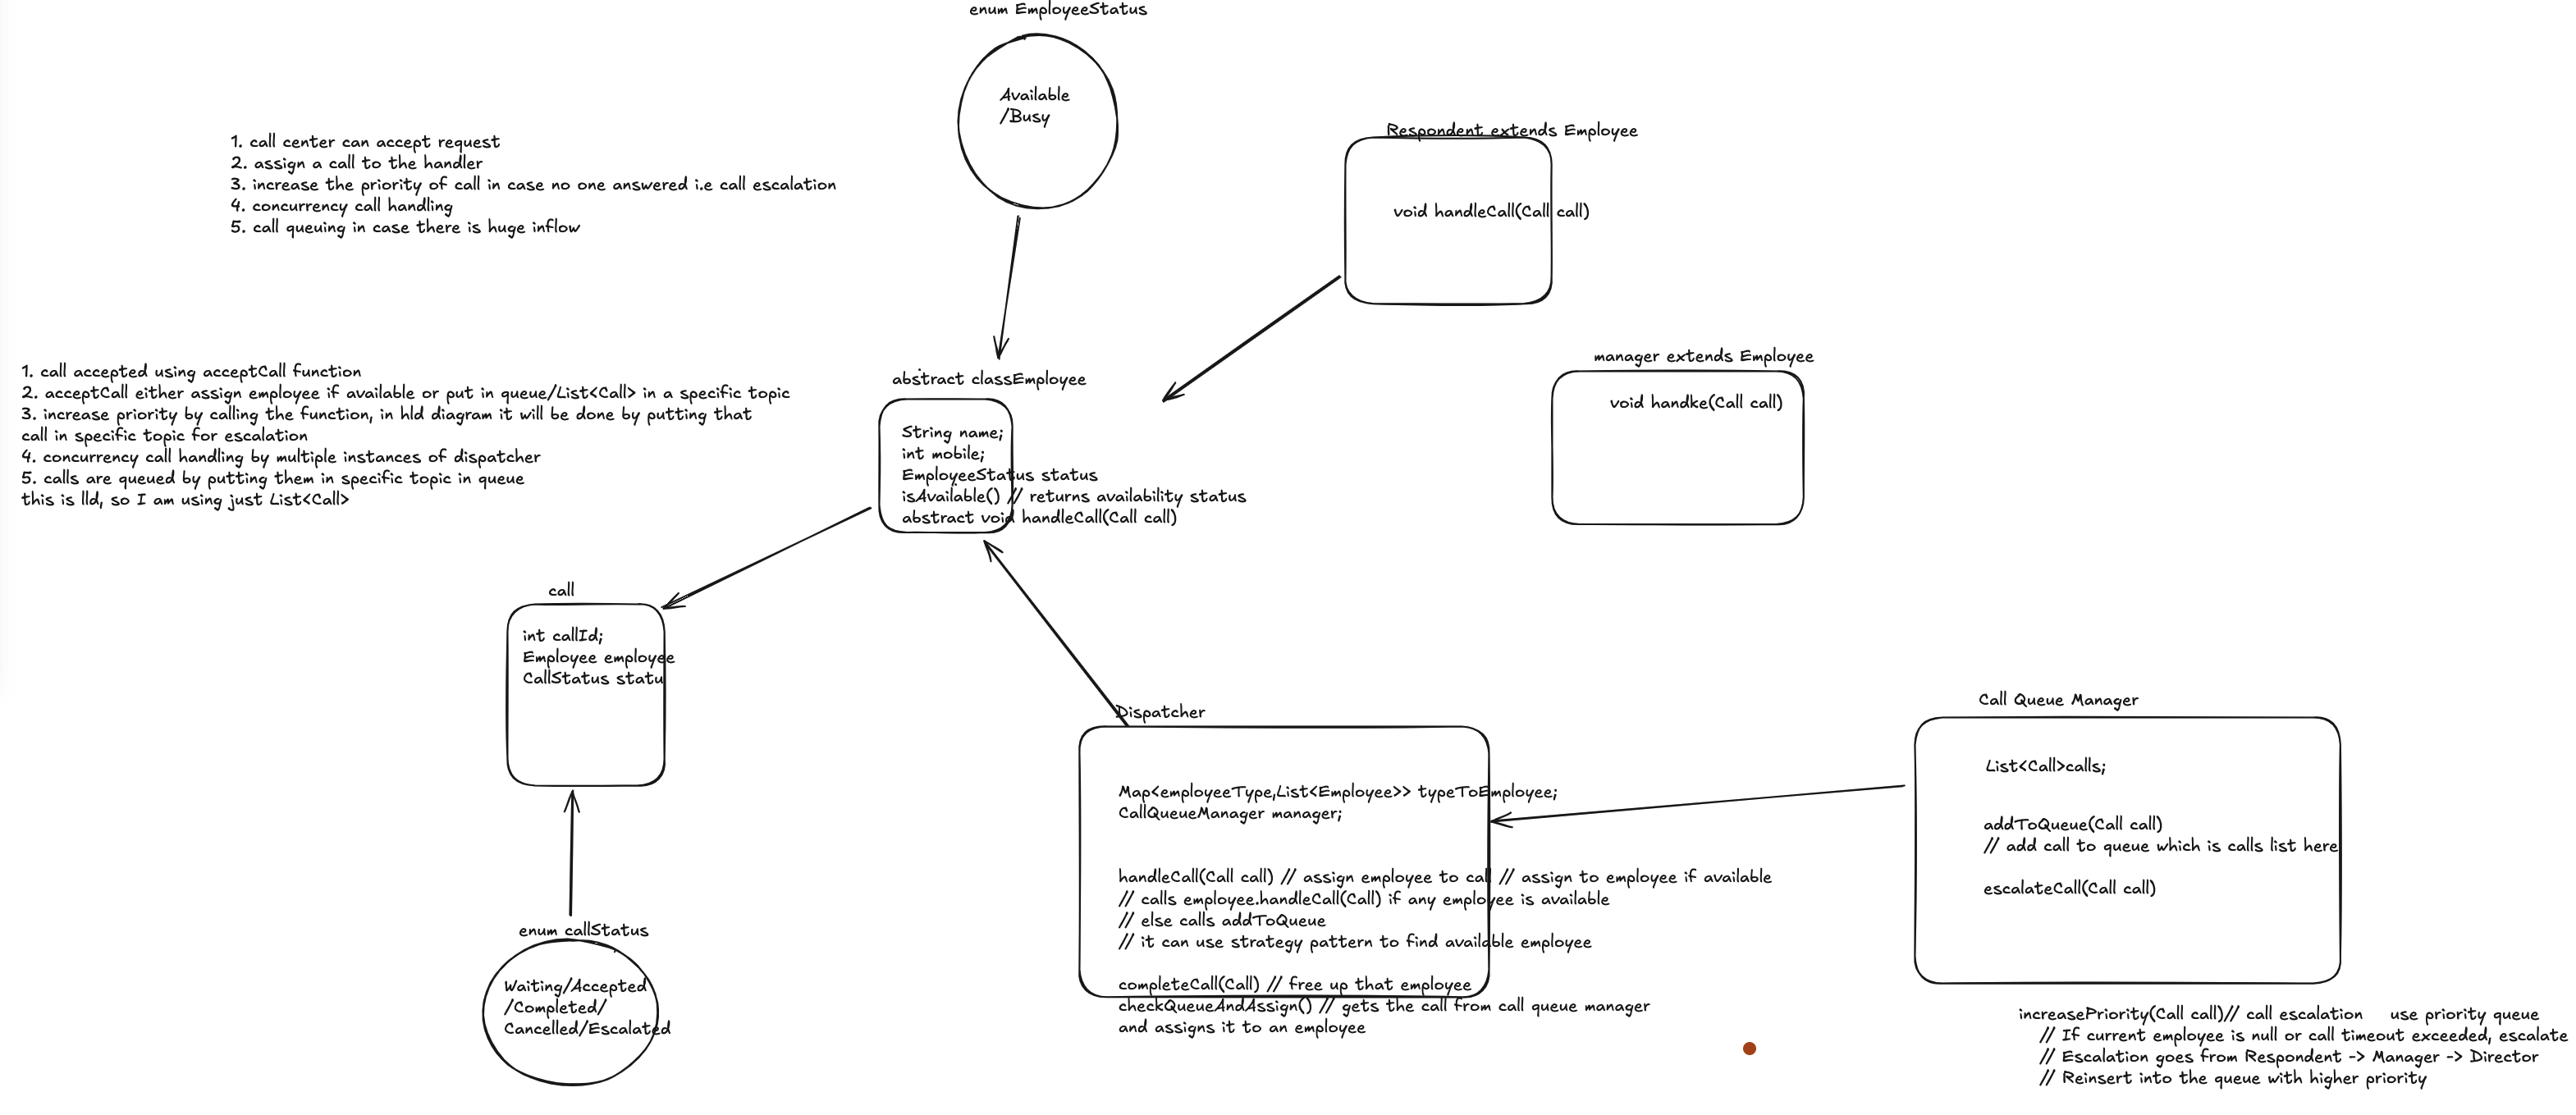 enum EmployeeStatus
Available
/Busy
1. call center can accept request
2. assign a call to the handler
3. increase the priority of call in case no one answered i.e call escalation
4. concurrency call handling
5. call queuing in case there is huge inflow
Respondent extends Employee
void handleCall(Call call)
manager extends Employee
void handke(Call call)
1. call accepted using acceptCall function
2. acceptCall either assign employee if available or put in queue/List<Call> in a specific topic
3. increase priority by calling the function, in hld diagram it will be done by putting that
call in specific topic for escalation
4. concurrency call handling by multiple instances of dispatcher
5. calls are queued by putting them in specific topic in queue
this is lld, so I am using just List<Call>
abstract classEmployee
String name;
int mobile;
EmployeeStatus status
isAvailable() // returns availability status
abstract void handleCall(Call call)
call
int callId;
Employee employee
CallStatus statu
enum callStatus
Waiting/Accepted
/Completed/
Cancelled/Escalated
Dispatcher
Map<employeeType,List<Employee>> typeToEmployee;
CallQueueManager manager;
handleCall(Call call) // assign employee to call // assign to employee if available
// calls employee.handleCall(Call) if any employee is available
// else calls addToQueue
// it can use strategy pattern to find available employee
completeCall(Call) // free up that employee
checkQueueAndAssign() // gets the call from call queue manager
and assigns it to an employee
Call Queue Manager
List<Call>calls;
addToQueue(Call call)
// add call to queue which is calls list here
escalateCall(Call call)
increasePriority(Call call)// call escalation use priority queue
// If current employee is null or call timeout exceeded, escalate
// Escalation goes from Respondent -> Manager -> Director
// Reinsert into the queue with higher priority